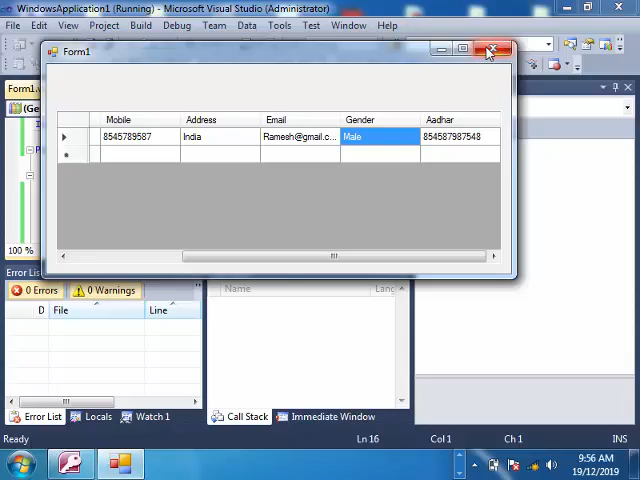 WindowsApplication1 (Running) - Microsoft Visual Studio (Administrator)
File Edit View Project Build Debug Team Data Tools Test Window Help
Form1
Form1.v
(Ge
Mobile Address Email Gender Aadhar
8545789587 India Ramesh@gmail.c... Male 854587987548
100 %
Error List
0 Errors 0 Warnings
Name Lang
D File Line
Error List Locals Watch 1 Call Stack Immediate Window
Ready Ln 16 Col 1 Ch 1 INS
9:56 AM
19/12/2019